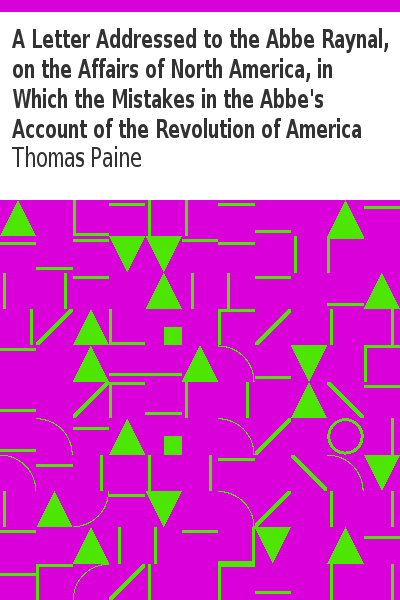 A Letter Addressed to the Abbe Raynal,
on the Affairs of North America, in
Which the Mistakes in the Abbe's
Account of the Revolution of America
Thomas Paine